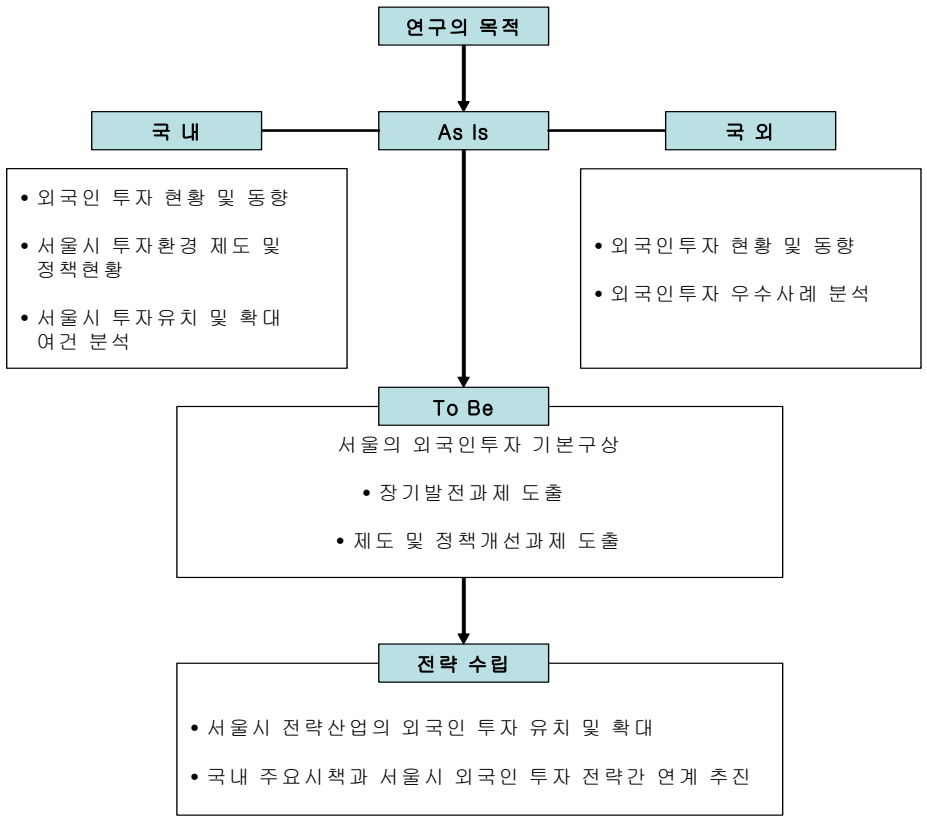 연구의 목적
국 내
As Is
국 외
• 외국인 투자 현황 및 동향
• 서울시 투자환경 제도 및
정책현황
• 서울시 투자유치 및 확대
여건 분석
• 외국인투자 현황 및 동향
• 외국인투자 우수사례 분석
To Be
서울의 외국인투자 기본구상
• 장기발전과제 도출
• 제도 및 정책개선과제 도출
전략 수립
• 서울시 전략산업의 외국인 투자 유치 및 확대
• 국내 주요시책과 서울시 외국인 투자 전략간 연계 추진